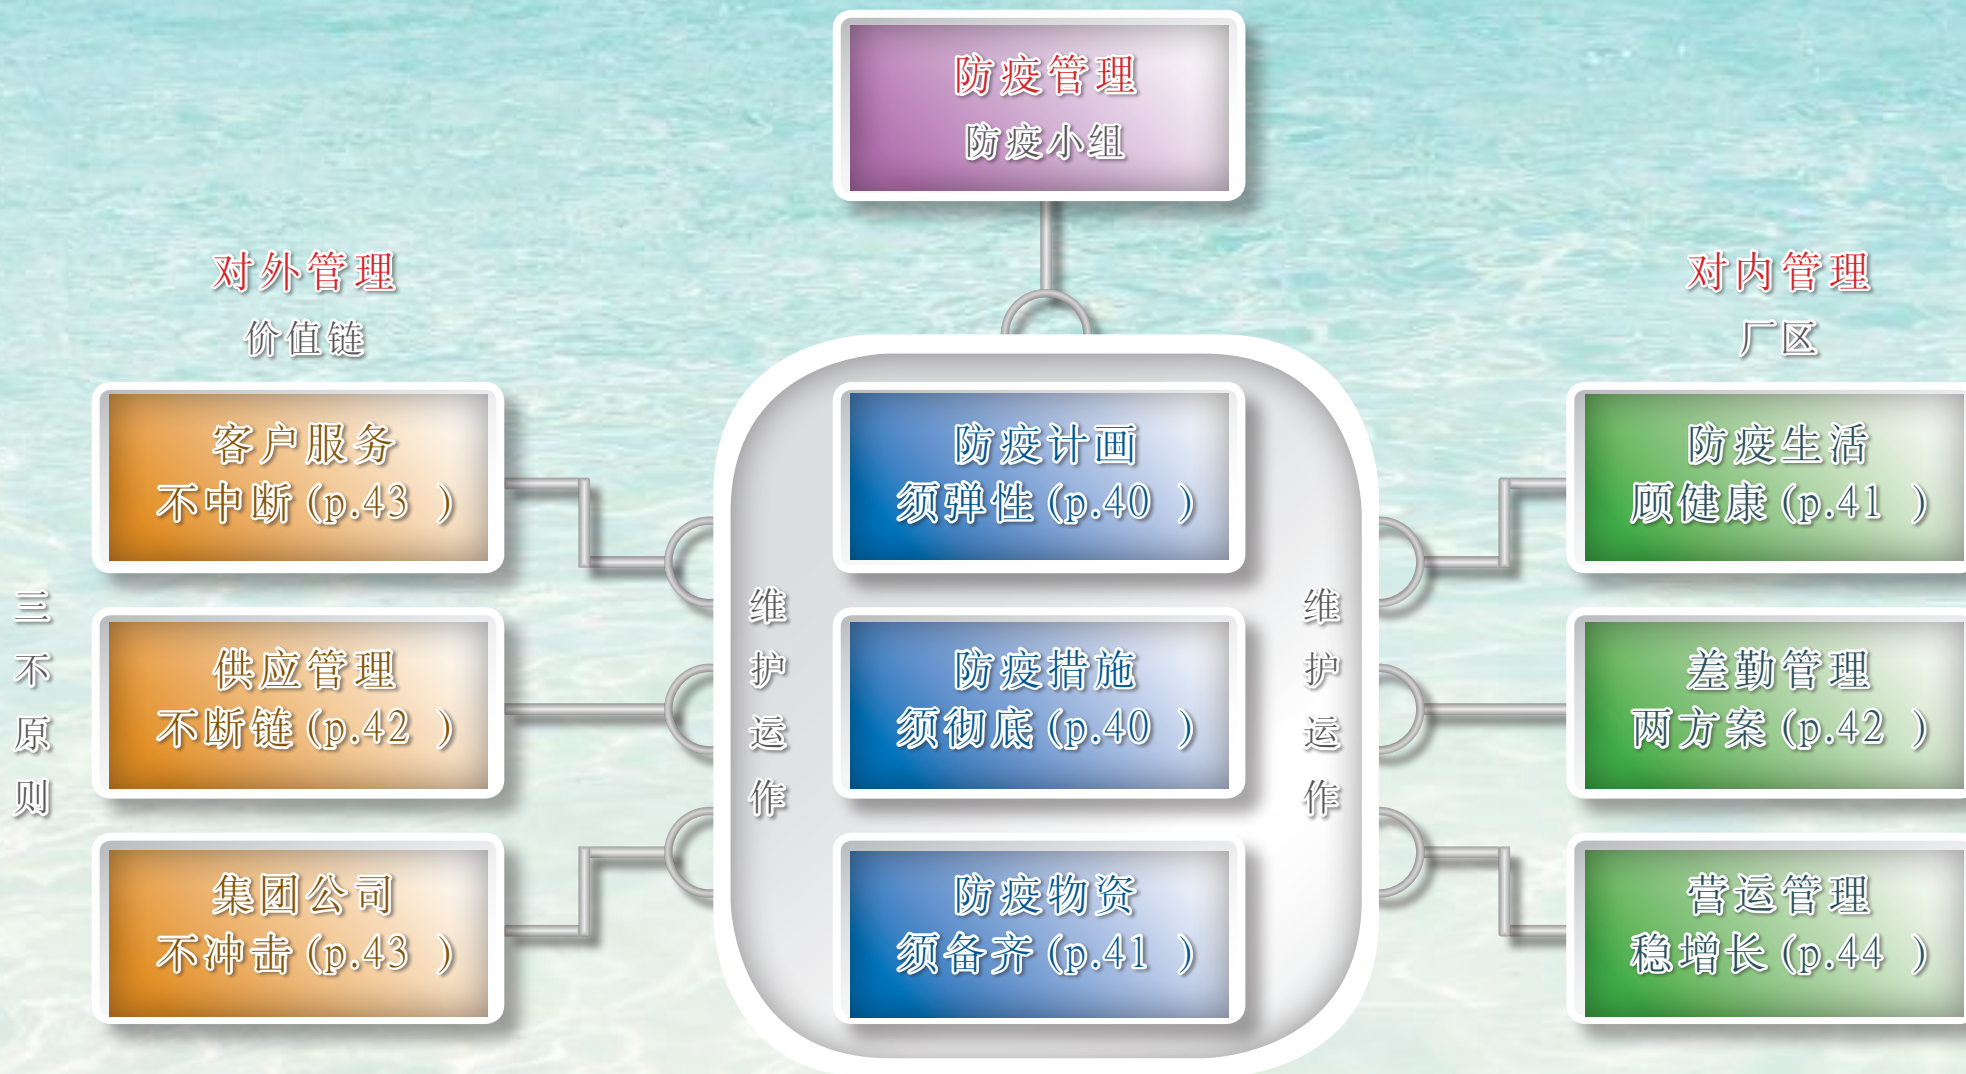 防疫管理
防疫小组
对外管理
价值链
对内管理
厂区
三不原则
客户服务
不中断(p.43 )
供应管理
不断链(p.42 )
集团公司
不冲击(p.43 )
维护运作
防疫计画
须弹性(p.40 )
防疫措施
须彻底(p.40 )
防疫物资
须备齐(p.41 )
维护运作
防疫生活
顾健康(p.41 )
差勤管理
两方案(p.42 )
营运管理
稳增长(p.44 )